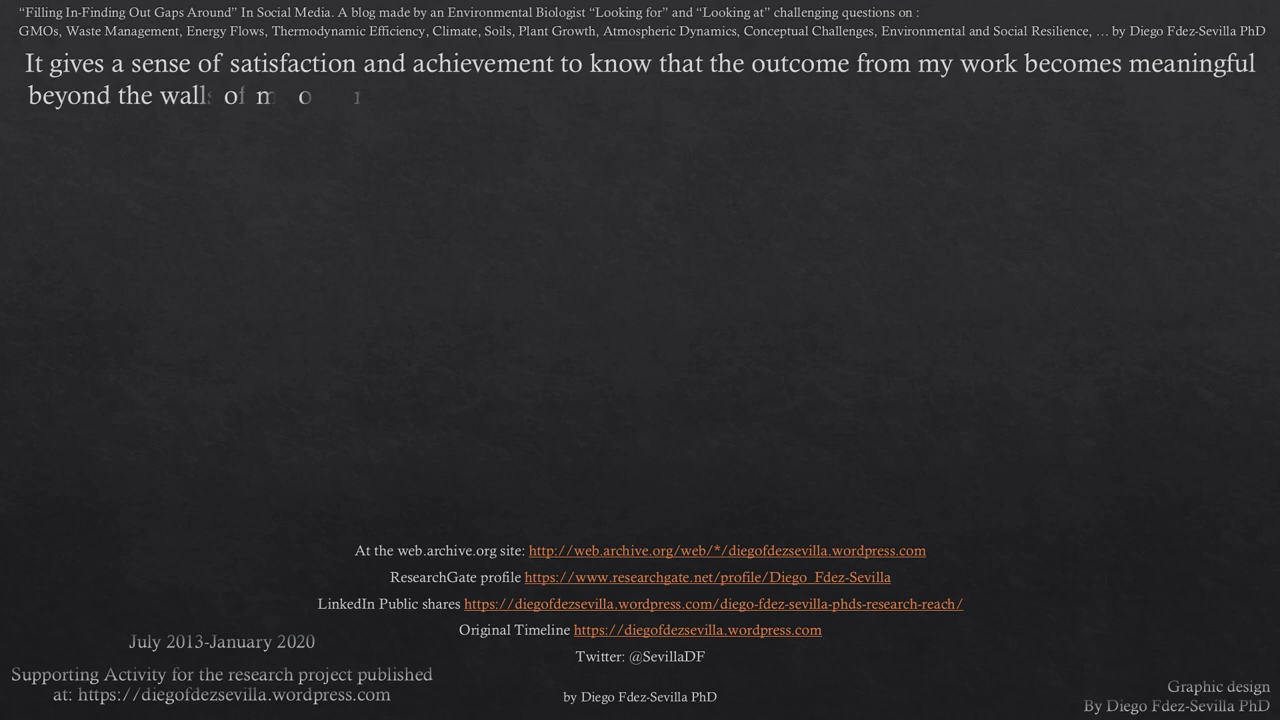 “Filling In-Finding Out Gaps Around” In Social Media. A blog made by an Environmental Biologist “Looking for” and “Looking at” challenging questions on :
GMOs, Waste Management, Energy Flows, Thermodynamic Efficiency, Climate, Soils, Plant Growth, Atmospheric Dynamics, Conceptual Challenges, Environmental and Social Resilience, … by Diego Fdez-Sevilla PhD
It gives a sense of satisfaction and achievement to know that the outcome from my work becomes meaningful
beyond the walls of
At the web.archive.org site: http://web.archive.org/web/*/diegofdezsevilla.wordpress.com
ResearchGate profile https://www.researchgate.net/profile/Diego_Fdez-Sevilla
LinkedIn Public shares https://diegofdezsevilla.wordpress.com/diego-fdez-sevilla-phds-research-reach/
Original Timeline https://diegofdezsevilla.wordpress.com
Twitter: @SevillaDF
by Diego Fdez-Sevilla PhD
July 2013-January 2020
Supporting Activity for the research project published
at: https://diegofdezsevilla.wordpress.com
Graphic design
By Diego Fdez-Sevilla PhD